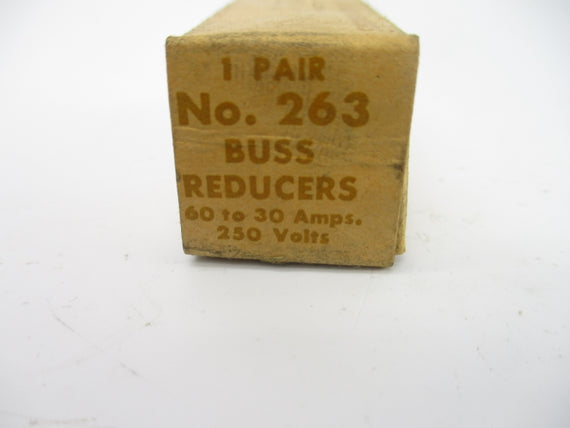 1 PAIR
No. 263
BUSS
REDUCERS
60 to 30 Amps.
250 Volts